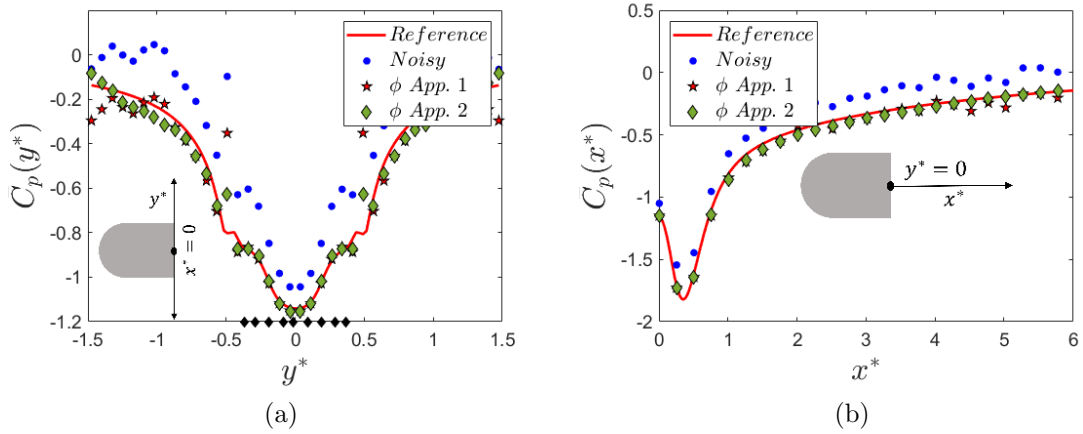 0
-0.2
-0.4
-0.6
-0.8
-1
-1.2
-1.5
-1
-0.5
0
0.5
1
1.5
C_p(y*)
y*
Reference
Noisy
ϕ App. 1
ϕ App. 2
y*
x* = 0
(a)
0.5
0
-0.5
-1
-1.5
-2
0
1
2
3
4
5
6
C_p(x*)
x*
Reference
Noisy
ϕ App. 1
ϕ App. 2
y* = 0
x*
(b)